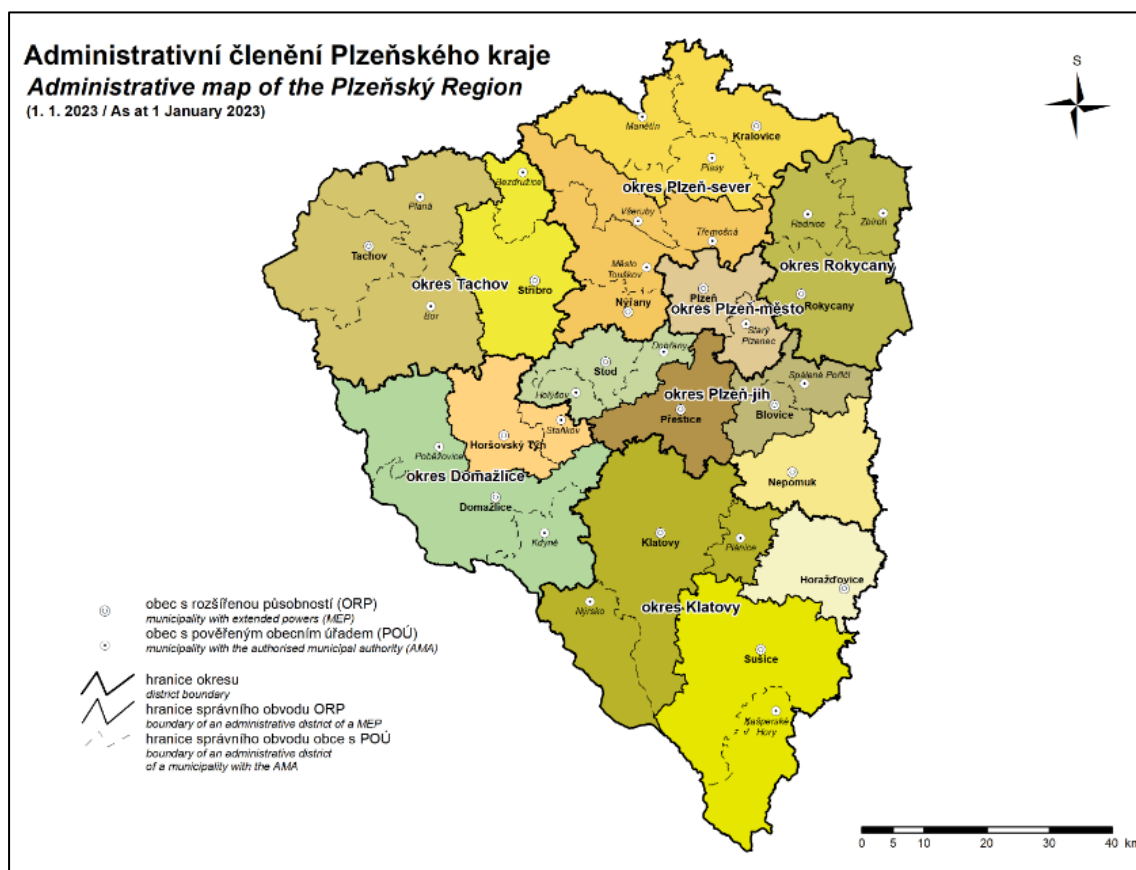 Administrativní členění Plzeňského kraje
Administrative map of the Plzeňský Region
(1. 1. 2023 / As at 1 January 2023)
S
Manětín
Kralovice
Plasy
Bezdružice
okres Plzeň-sever
Planá
Všeruby
Radnice
Zbiroh
Třemošná
Tachov
Město
Touškov
okres Rokycany
okres Tachov
Stříbro
Plzeň
Bor
Nýřany
okres Plzeň-město
Rokycany
Starý
Plzenec
Dobřany
Stod
Spálené Poříčí
Holýšov
okres Plzeň-jih
Blovice
Přeštice
Staňkov
Horšovský Týn
Poběžovice
okres Domažlice
Nepomuk
Domažlice
Kdyně
Klatovy
Plánice
Horažďovice
Nýrsko
okres Klatovy
Sušice
Kašperské
Hory
obec s rozšířenou působností (ORP)
municipality with extended powers (MEP)
obec s pověřeným obecním úřadem (POÚ)
municipality with the authorised municipal authority (AMA)
hranice okresu
district boundary
hranice správního obvodu ORP
boundary of an administrative district of a MEP
hranice správního obvodu obce s POÚ
boundary of an administrative district
of a municipality with the AMA
0 5 10 20 30 40 km